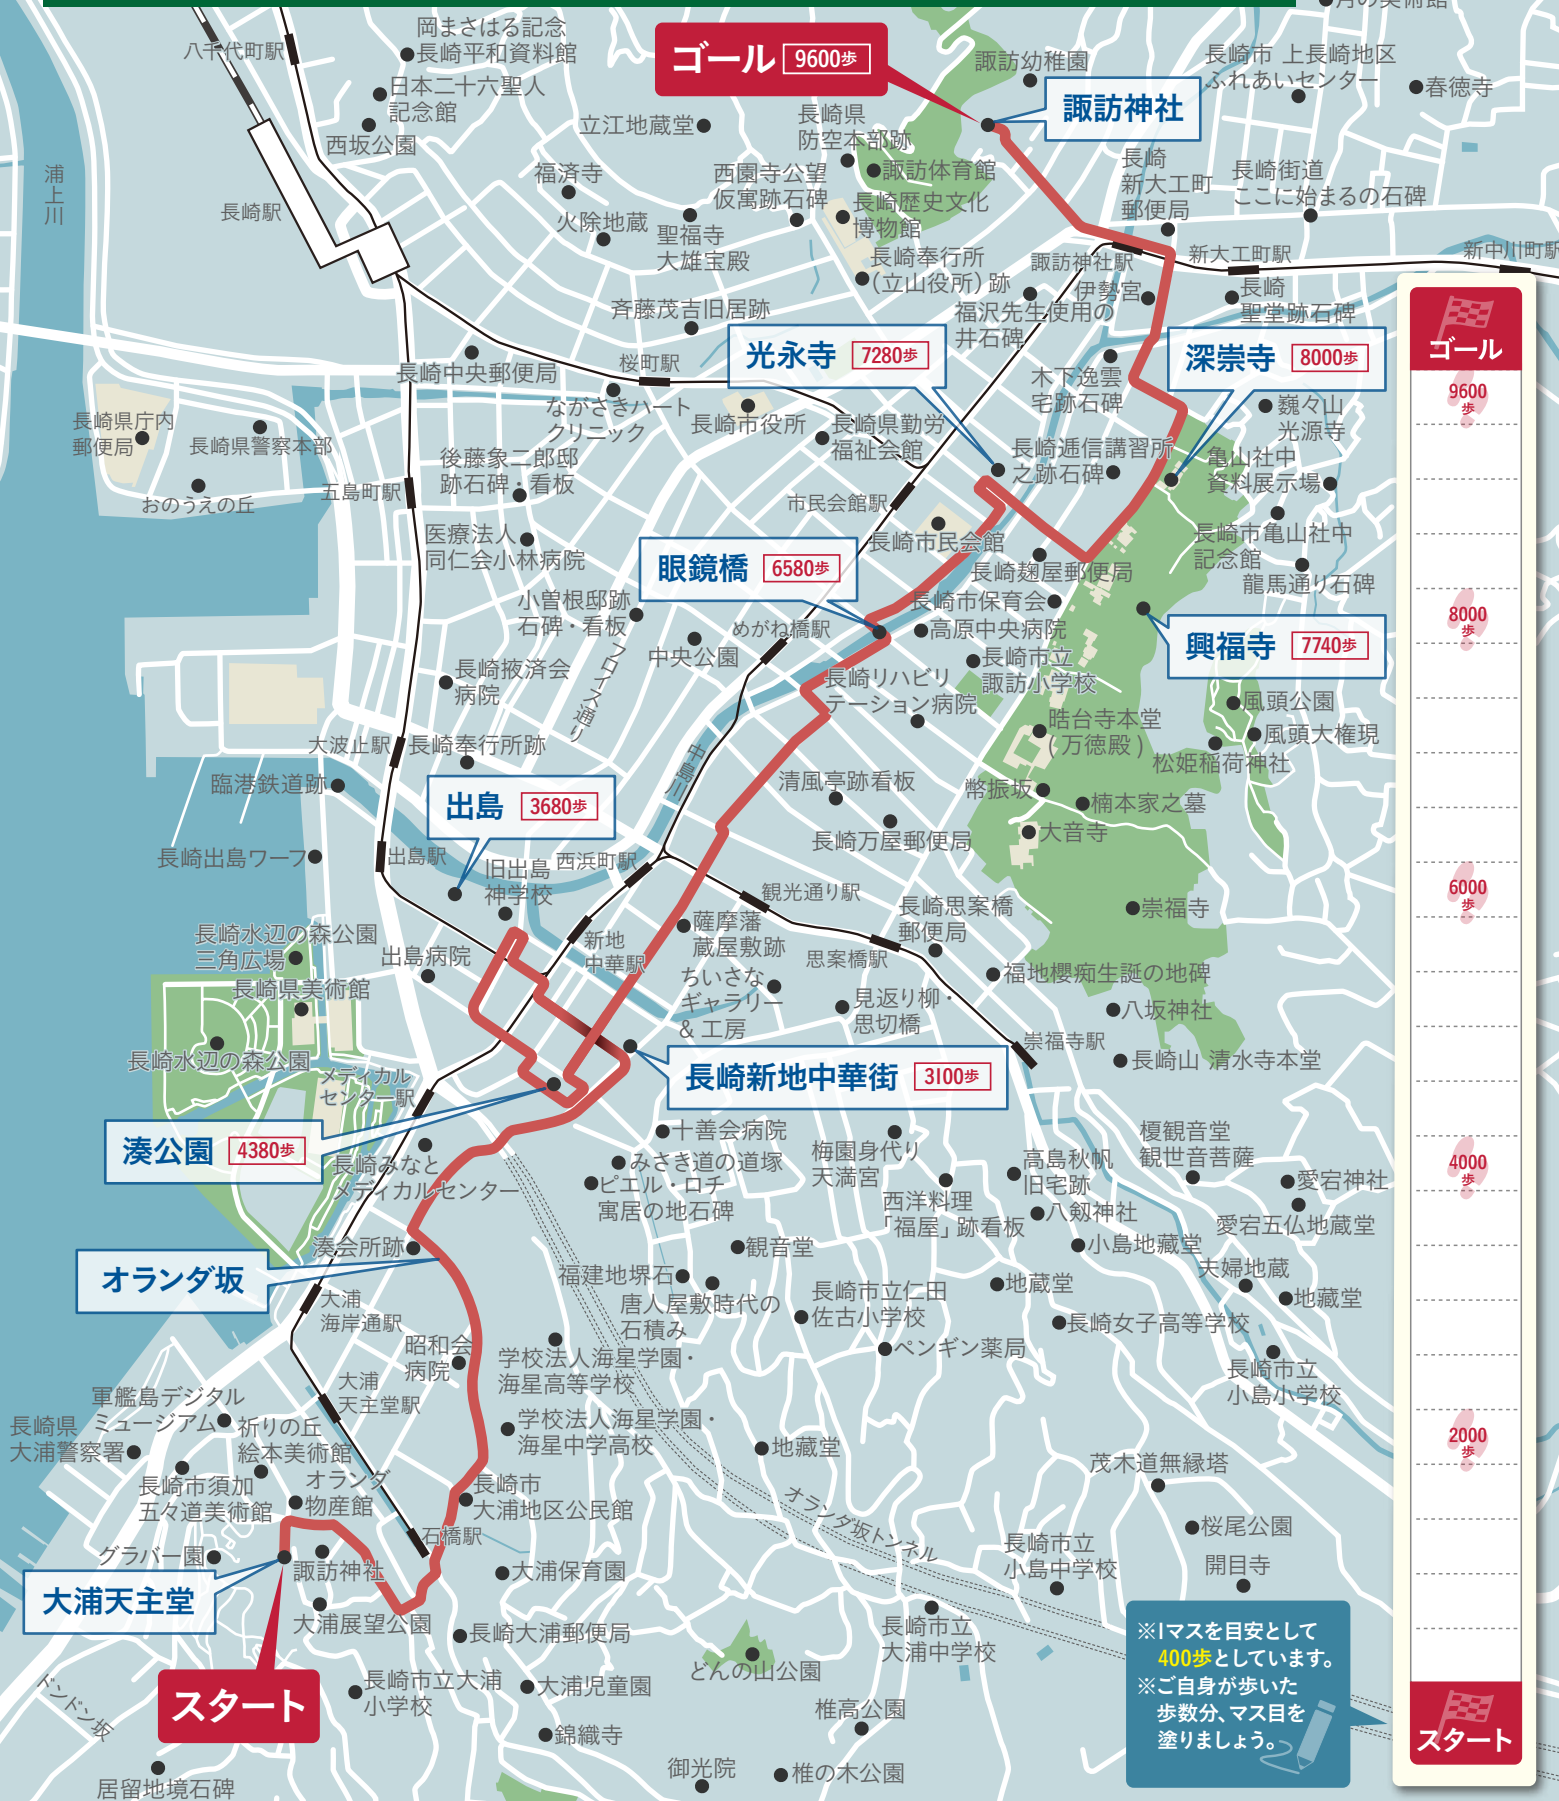 月の美術館
岡まさはる記念
長崎平和資料館
八千代町駅
日本二十六聖人
記念館
西坂公園
ゴール 9600歩
諏訪幼稚園
長崎市 上長崎地区
ふれあいセンター
春徳寺
諏訪神社
立江地蔵堂
長崎県
防空本部跡
諏訪体育館
浦上川
長崎駅
福済寺
火除地蔵
西園寺公望
仮寓跡石碑
聖福寺
大雄宝殿
長崎歴史文化
博物館
長崎奉行所
(立山役所)跡
長崎
新大工町
郵便局
長崎街道
ここに始まるの石碑
諏訪神社駅
新大工町駅
新中川町駅
伊勢宮
長崎
聖堂跡石碑
福沢先生使用の
井石碑
斉藤茂吉旧居跡
桜町駅
光永寺 7280歩
深崇寺 8000歩
長崎中央郵便局
ながさきハート
クリニック
長崎市役所
長崎県勤労
福祉会館
木下逸雲
宅跡石碑
巍々山
光源寺
長崎県庁内
郵便局
長崎県警察本部
おのうえの丘
後藤象二郎邸
跡石碑・看板
五島町駅
長崎逓信講習所
之跡石碑
亀山社中
資料展示場
市民会館駅
長崎市民会館
医療法人
同仁会小林病院
長崎市亀山社中
記念館
龍馬通り石碑
眼鏡橋 6580歩
長崎麹屋郵便局
長崎市保育会
高原中央病院
小曽根邸跡
石碑・看板
めがね橋駅
中央公園
フロイス通り
興福寺 7740歩
長崎市立
諏訪小学校
長崎掖済会
病院
長崎リハビリ
テーション病院
風頭公園
風頭大権現
松姫稲荷神社
晧台寺本堂
(万徳殿)
大波止駅
長崎奉行所跡
臨港鉄道跡
中島川
清風亭跡看板
幣振坂
楠本家之墓
大音寺
出島 3680歩
長崎万屋郵便局
長崎出島ワーフ
出島駅
旧出島
神学校
西浜町駅
観光通り駅
崇福寺
長崎思案橋
郵便局
薩摩藩
蔵屋敷跡
思案橋駅
新地
中華駅
長崎水辺の森公園
三角広場
出島病院
長崎県美術館
ちいさな
ギャラリー
&工房
見返り柳・
思切橋
福地櫻痴生誕の地碑
八坂神社
崇福寺駅
長崎山 清水寺本堂
長崎水辺の森公園
メディカル
センター駅
長崎新地中華街 3100歩
湊公園 4380歩
長崎みなと
メディカルセンター
十善会病院
みさき道の道塚
ピエル・ロチ
寓居の地石碑
梅園身代り
天満宮
西洋料理
「福屋」跡看板
高島秋帆
旧宅跡
八剱神社
小島地蔵堂
榎観音堂
観世音菩薩
愛宕神社
愛宕五仏地蔵堂
湊会所跡
オランダ坂
観音堂
福建地堺石
唐人屋敷時代の
石積み
長崎市立仁田
佐古小学校
地蔵堂
夫婦地蔵
地蔵堂
長崎女子高等学校
ペンギン薬局
長崎市立
小島小学校
大浦
海岸通駅
昭和会
病院
学校法人海星学園・
海星高等学校
大浦
天主堂駅
軍艦島デジタル
ミュージアム
祈りの丘
絵本美術館
長崎県
大浦警察署
長崎市須加
五々道美術館
オランダ
物産館
学校法人海星学園・
海星中学高校
地蔵堂
長崎市
大浦地区公民館
茂木道無縁塔
オランダ坂トンネル
桜尾公園
開目寺
石橋駅
グラバー園
諏訪神社
大浦天主堂
大浦保育園
大浦展望公園
長崎市立
小島中学校
長崎大浦郵便局
長崎市立
大浦中学校
どんの山公園
スタート
長崎市立大浦
小学校
大浦児童園
錦織寺
ドンドン坂
居留地境石碑
御光院
椎高公園
椎の木公園
※1マスを目安として
400歩としています。
※ご自身が歩いた
歩数分、マス目を
塗りましょう。
ゴール
9600
歩
8000
歩
6000
歩
4000
歩
2000
歩
スタート